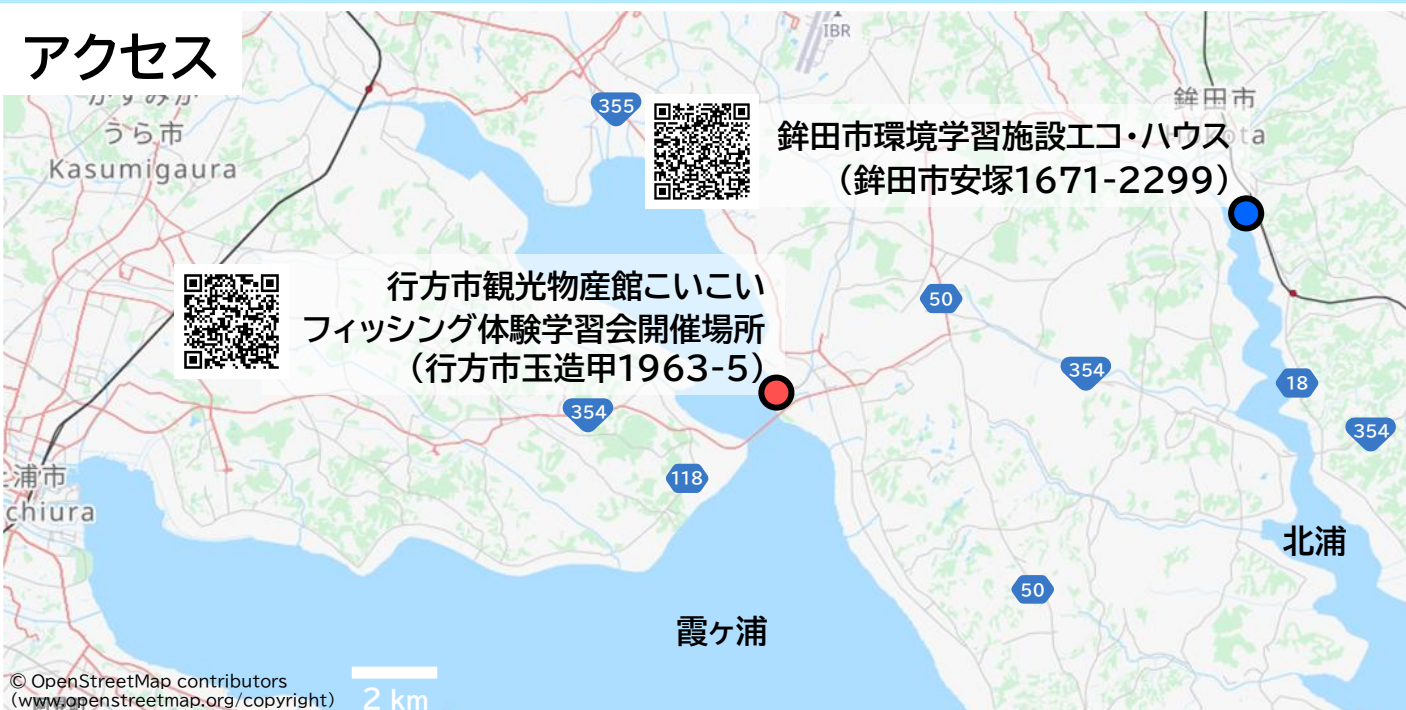 アクセス
IBR
うら市
Kasumigaura
355
鉾田市
鉾田市環境学習施設エコ・ハウス
（鉾田市安塚1671-2299）
行方市観光物産館こいこい
フィッシング体験学習会開催場所
（行方市玉造甲1963-5）
50
354
18
354
354
118
浦市
chiura
北浦
50
霞ヶ浦
© OpenStreetMap contributors
(www.openstreetmap.org/copyright)
2 km